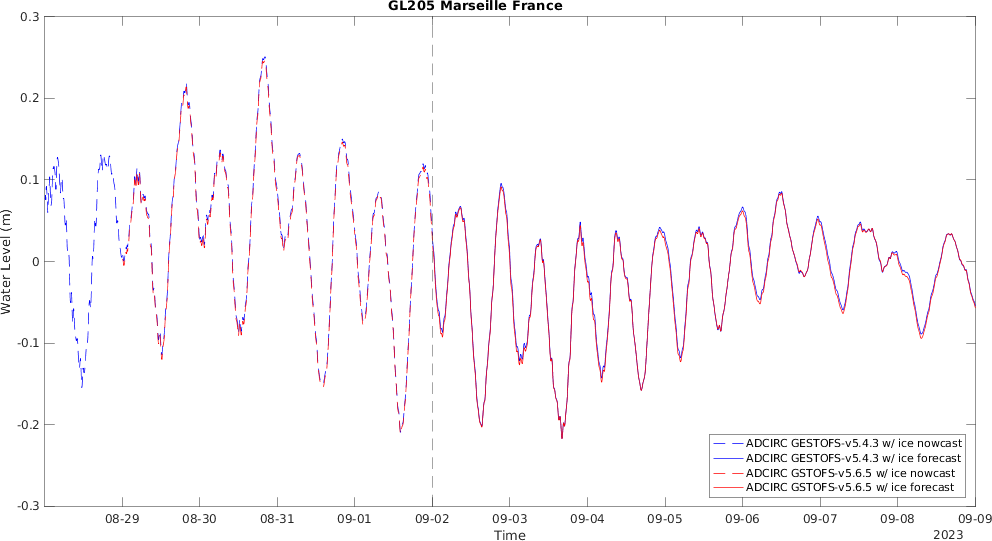 GL205 Marseille France
0.3
0.2
0.1
0
-0.1
-0.2
-0.3
Water Level (m)
ADCIRC GESTOFS-v5.4.3 w/ ice nowcast
ADCIRC GESTOFS-v5.4.3 w/ ice forecast
ADCIRC GSTOFS-v5.6.5 w/ ice nowcast
ADCIRC GSTOFS-v5.6.5 w/ ice forecast
08-29 08-30 08-31 09-01 09-02 09-03 09-04 09-05 09-06 09-07 09-08 09-09
Time
2023